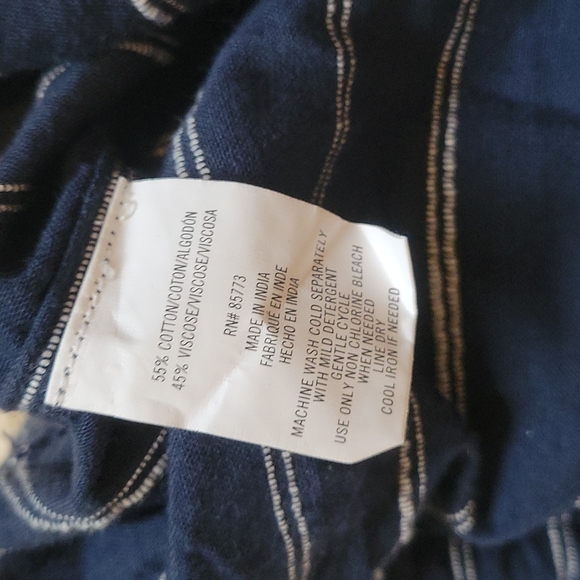 55% COTTON/COTON/ALGODÓN
45% VISCOSE/VISCOSE/VISCOSA
RN# 85773
MADE IN INDIA
FABRIQUÉ EN INDE
HECHO EN INDIA
MACHINE WASH COLD SEPARATELY
WITH MILD DETERGENT
GENTLE CYCLE
USE ONLY NON CHLORINE BLEACH
WHEN NEEDED
LINE DRY
COOL IRON IF NEEDED